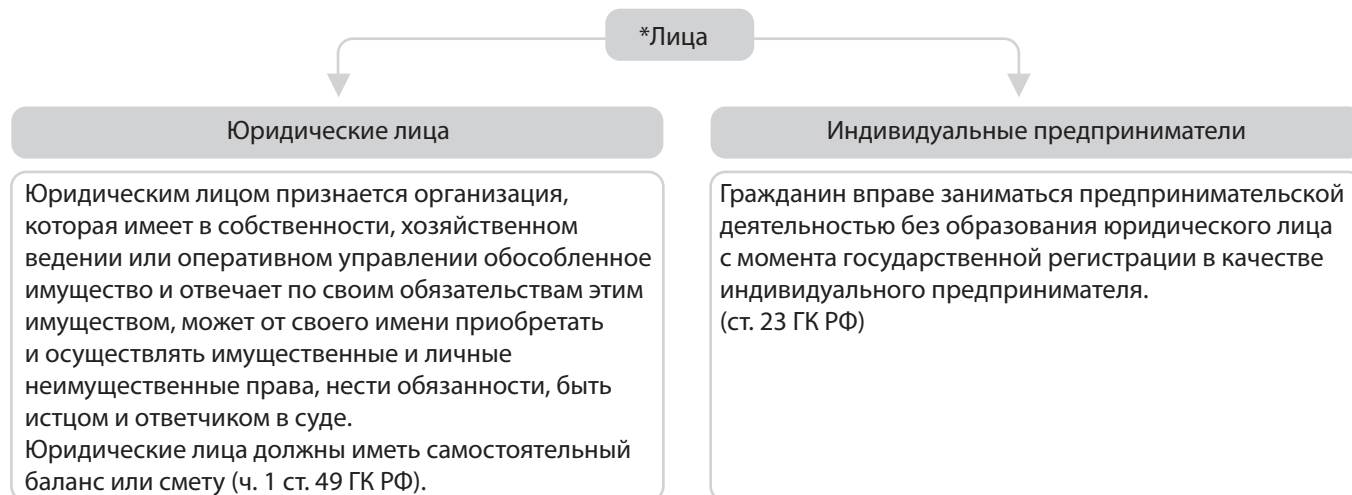 *Лица
Юридические лица
Юридическим лицом признается организация,
которая имеет в собственности, хозяйственном
ведении или оперативном управлении обособленное
имущество и отвечает по своим обязательствам этим
имуществом, может от своего имени приобретать
и осуществлять имущественные и личные
неимущественные права, нести обязанности, быть
истцом и ответчиком в суде.
Юридические лица должны иметь самостоятельный
баланс или смету (ч. 1 ст. 49 ГК РФ).
Индивидуальные предприниматели
Гражданин вправе заниматься предпринимательской
деятельностью без образования юридического лица
с момента государственной регистрации в качестве
индивидуального предпринимателя.
(ст. 23 ГК РФ)